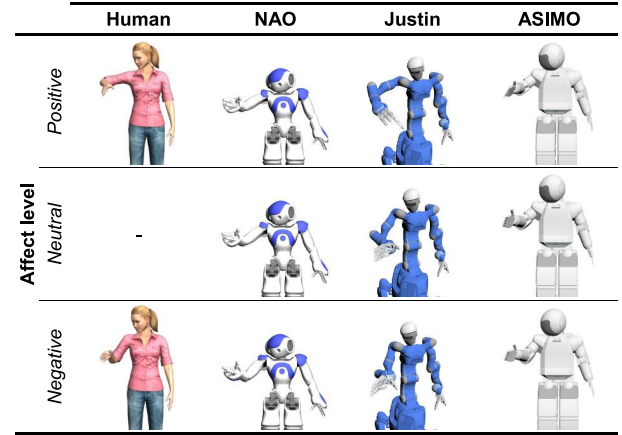 Human NAO Justin ASIMO
Affect level
Positive
Neutral
-
Negative